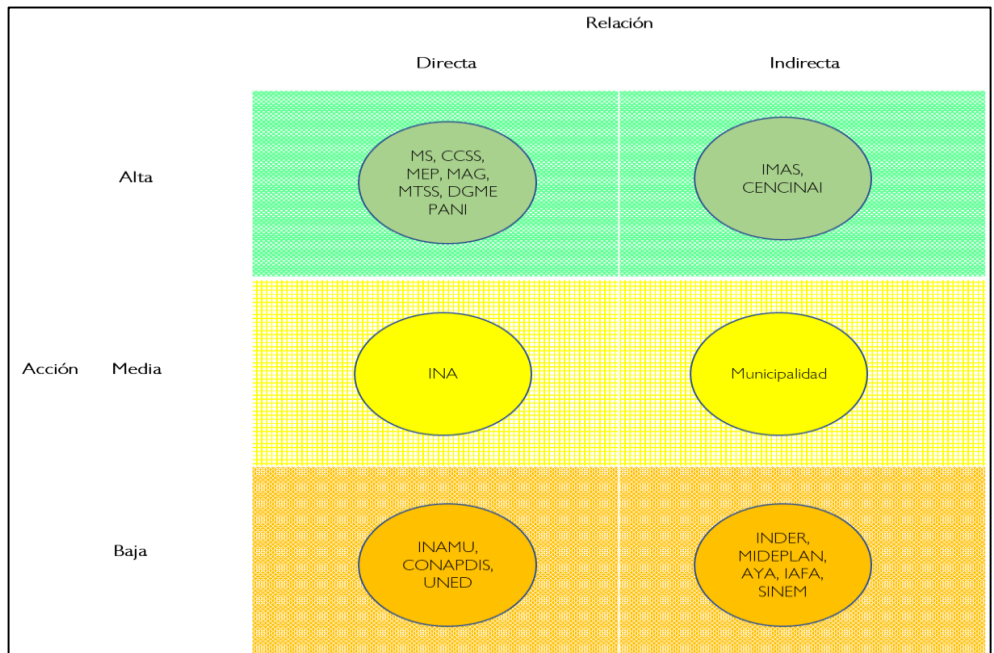 Relación
Directa
Indirecta
Alta
MS, CCSS,
MEP, MAG,
MTSS, DGME
PANI
IMAS,
CENCINAI
Acción
Media
INA
Municipalidad
Baja
INAMU,
CONAPDIS,
UNED
INDER,
MIDEPLAN,
AYA, IAFA,
SINEM